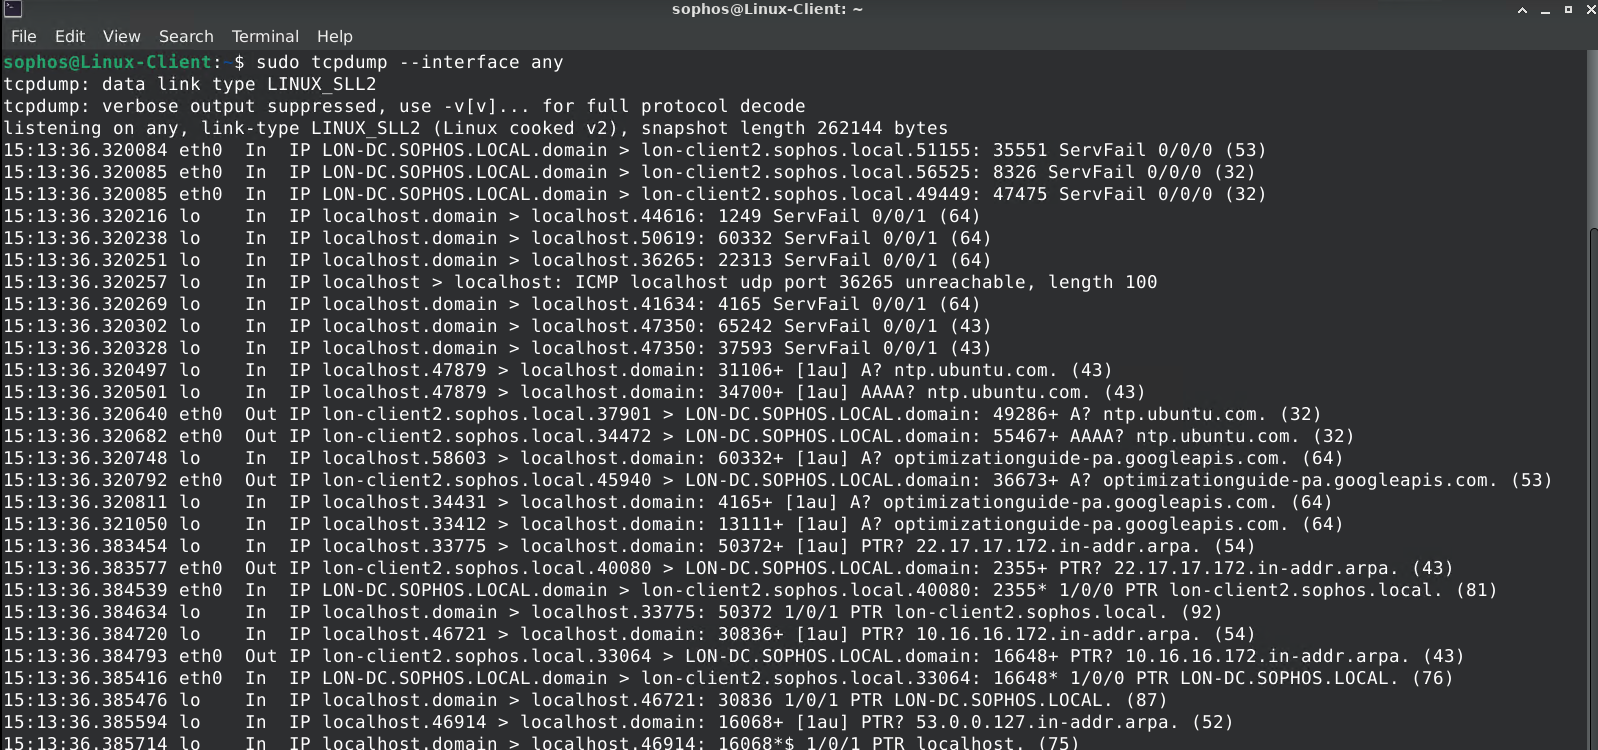 sophos@Linux-Client: ~
File Edit View Search Terminal Help
sophos@Linux-Client:~$ sudo tcpdump --interface any
tcpdump: data link type LINUX_SLL2
tcpdump: verbose output suppressed, use -v[v]... for full protocol decode
listening on any, link-type LINUX_SLL2 (Linux cooked v2), snapshot length 262144 bytes
15:13:36.320084 eth0  In  IP LON-DC.SOPHOS.LOCAL.domain > lon-client2.sophos.local.51155: 35551 ServFail 0/0/0 (53)
15:13:36.320085 eth0  In  IP LON-DC.SOPHOS.LOCAL.domain > lon-client2.sophos.local.56525: 8326 ServFail 0/0/0 (32)
15:13:36.320085 eth0  In  IP LON-DC.SOPHOS.LOCAL.domain > lon-client2.sophos.local.49449: 47475 ServFail 0/0/0 (32)
15:13:36.320216 lo    In  IP localhost.domain > localhost.44616: 1249 ServFail 0/0/1 (64)
15:13:36.320238 lo    In  IP localhost.domain > localhost.50619: 60332 ServFail 0/0/1 (64)
15:13:36.320251 lo    In  IP localhost.domain > localhost.36265: 22313 ServFail 0/0/1 (64)
15:13:36.320257 lo    In  IP localhost > localhost: ICMP localhost udp port 36265 unreachable, length 100
15:13:36.320269 lo    In  IP localhost.domain > localhost.41634: 4165 ServFail 0/0/1 (64)
15:13:36.320302 lo    In  IP localhost.domain > localhost.47350: 65242 ServFail 0/0/1 (43)
15:13:36.320328 lo    In  IP localhost.domain > localhost.47350: 37593 ServFail 0/0/1 (43)
15:13:36.320497 lo    In  IP localhost.47879 > localhost.domain: 31106+ [1au] A? ntp.ubuntu.com. (43)
15:13:36.320501 lo    In  IP localhost.47879 > localhost.domain: 34700+ [1au] AAAA? ntp.ubuntu.com. (43)
15:13:36.320640 eth0  Out IP lon-client2.sophos.local.37901 > LON-DC.SOPHOS.LOCAL.domain: 49286+ A? ntp.ubuntu.com. (32)
15:13:36.320682 eth0  Out IP lon-client2.sophos.local.34472 > LON-DC.SOPHOS.LOCAL.domain: 55467+ AAAA? ntp.ubuntu.com. (32)
15:13:36.320748 lo    In  IP localhost.58603 > localhost.domain: 60332+ [1au] A? optimizationguide-pa.googleapis.com. (64)
15:13:36.320792 eth0  Out IP lon-client2.sophos.local.45940 > LON-DC.SOPHOS.LOCAL.domain: 36673+ A? optimizationguide-pa.googleapis.com. (53)
15:13:36.320811 lo    In  IP localhost.34431 > localhost.domain: 4165+ [1au] A? optimizationguide-pa.googleapis.com. (64)
15:13:36.321050 lo    In  IP localhost.33412 > localhost.domain: 13111+ [1au] A? optimizationguide-pa.googleapis.com. (64)
15:13:36.383454 lo    In  IP localhost.33775 > localhost.domain: 50372+ [1au] PTR? 22.17.17.172.in-addr.arpa. (54)
15:13:36.383577 eth0  Out IP lon-client2.sophos.local.40080 > LON-DC.SOPHOS.LOCAL.domain: 2355+ PTR? 22.17.17.172.in-addr.arpa. (43)
15:13:36.384539 eth0  In  IP LON-DC.SOPHOS.LOCAL.domain > lon-client2.sophos.local.40080: 2355* 1/0/0 PTR lon-client2.sophos.local. (81)
15:13:36.384634 lo    In  IP localhost.domain > localhost.33775: 50372 1/0/1 PTR lon-client2.sophos.local. (92)
15:13:36.384720 lo    In  IP localhost.46721 > localhost.domain: 30836+ [1au] PTR? 10.16.16.172.in-addr.arpa. (54)
15:13:36.384793 eth0  Out IP lon-client2.sophos.local.33064 > LON-DC.SOPHOS.LOCAL.domain: 16648+ PTR? 10.16.16.172.in-addr.arpa. (43)
15:13:36.385416 eth0  In  IP LON-DC.SOPHOS.LOCAL.domain > lon-client2.sophos.local.33064: 16648* 1/0/0 PTR LON-DC.SOPHOS.LOCAL. (76)
15:13:36.385476 lo    In  IP localhost.domain > localhost.46721: 30836 1/0/1 PTR LON-DC.SOPHOS.LOCAL. (87)
15:13:36.385594 lo    In  IP localhost.46914 > localhost.domain: 16068+ [1au] PTR? 53.0.0.127.in-addr.arpa. (52)
15:13:36.385714 lo    In  IP localhost.domain > localhost.46914: 16068*$ 1/0/1 PTR localhost. (75)